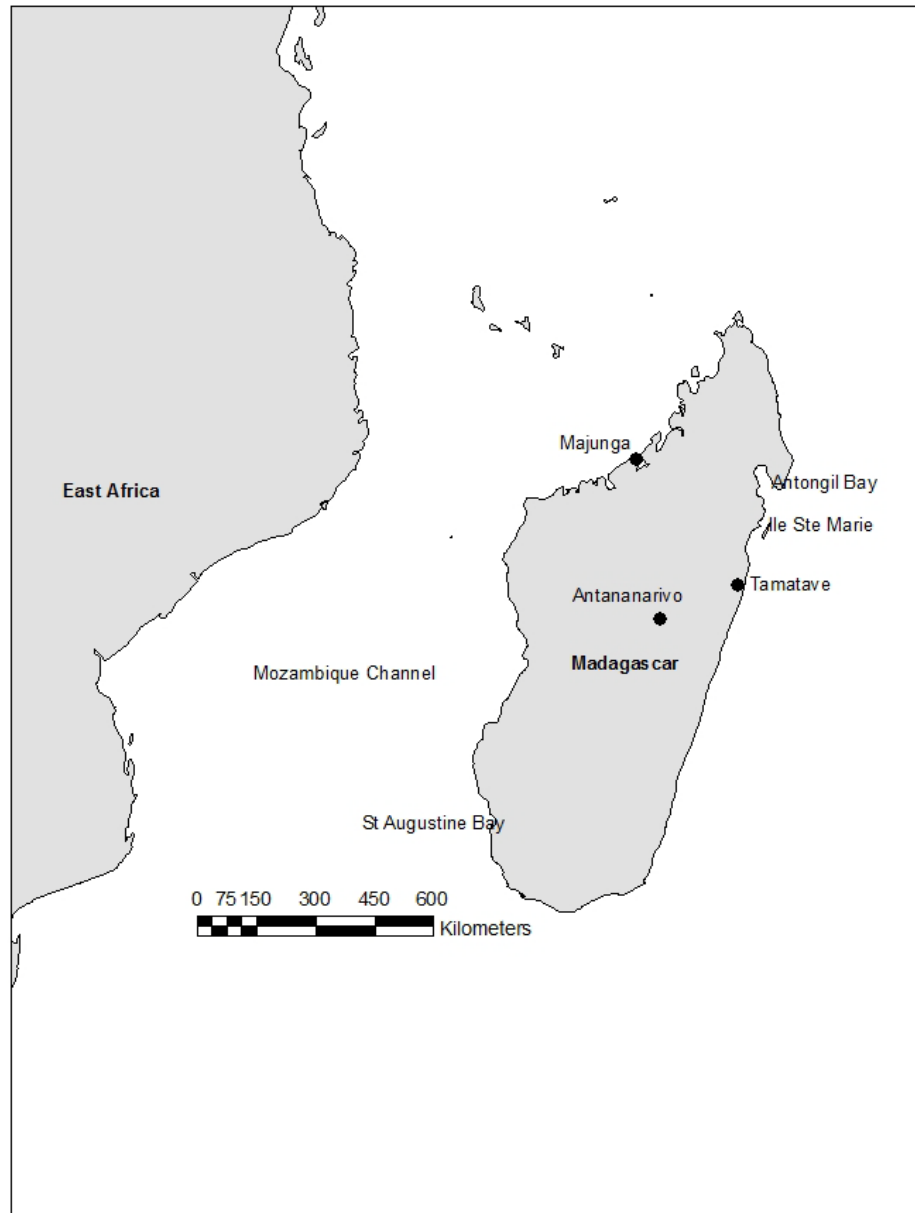 Majunga
East Africa
Antongil Bay
Ile Ste Marie
Antananarivo
Tamatave
Madagascar
Mozambique Channel
St Augustine Bay
0 75 150 300 450 600
Kilometers